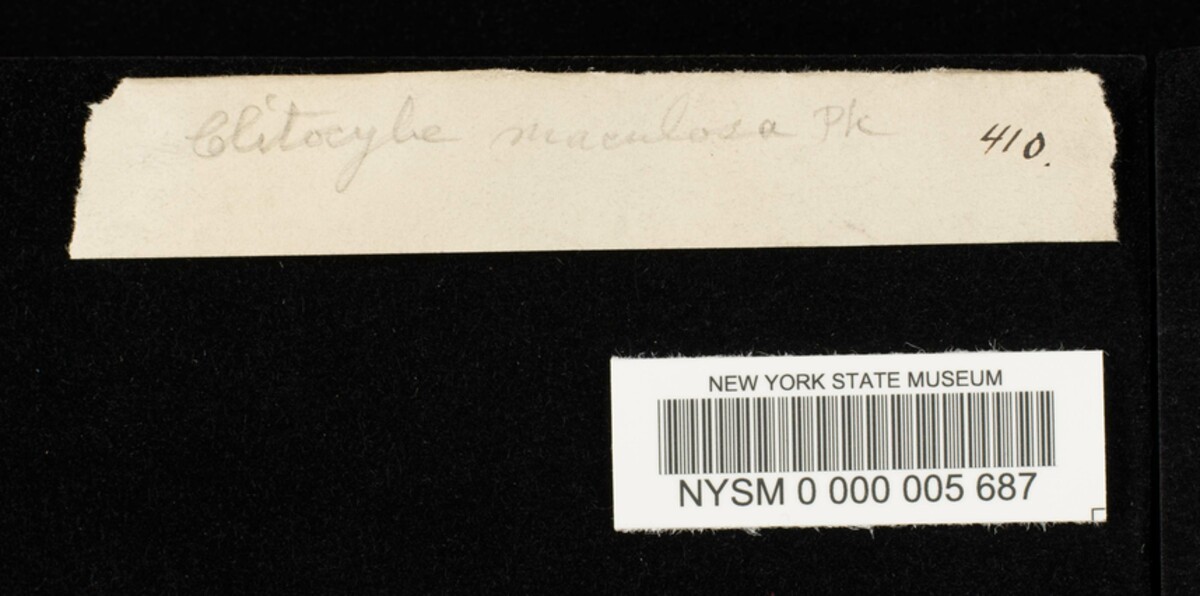 Clitocybe maculosa Pk 410.
NEW YORK STATE MUSEUM
NYSM 0 000 005 687